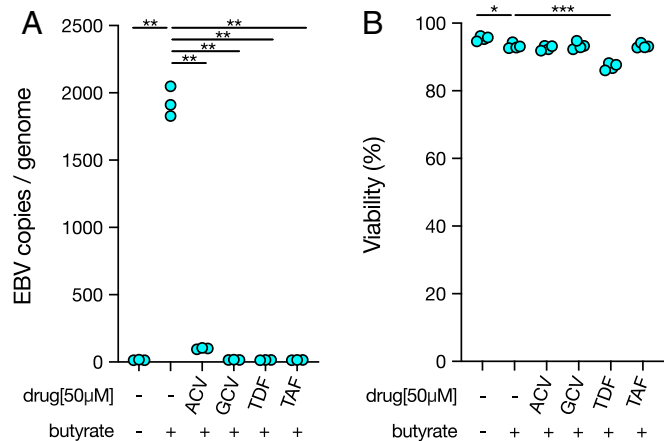 A
B
EBV copies / genome
2500
2000
1500
1000
500
0
** **
**
**
**
drug[50µM] - - ACV GCV TDF TAF
butyrate - + + + + +
Viability (%)
100
80
60
40
20
0
* ***
drug[50µM] - - ACV GCV TDF TAF
butyrate - + + + + +